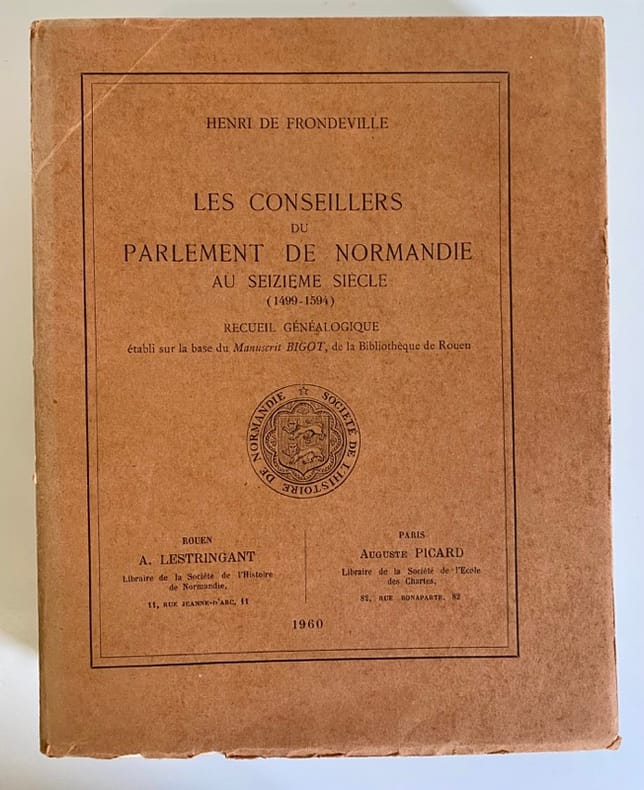 HENRI DE FRONDEVILLE
LES CONSEILLERS
DU
PARLEMENT DE NORMANDIE
AU SEIZIÈME SIÈCLE
(1499-1594)
RECUEIL GÉNÉALOGIQUE
établi sur la base du Manuscrit BIGOT, de la Bibliothèque de Rouen
SOCIÉTÉ DE L'HISTOIRE DE NORMANDIE
ROUEN
A. LESTRINGANT
Libraire de la Société de l'Histoire
de Normandie,
11, RUE JEANNE-D'ARC, 11
PARIS
AUGUSTE PICARD
Libraire de la Société de l'Ecole
des Chartes,
82, RUE BONAPARTE, 82
1960